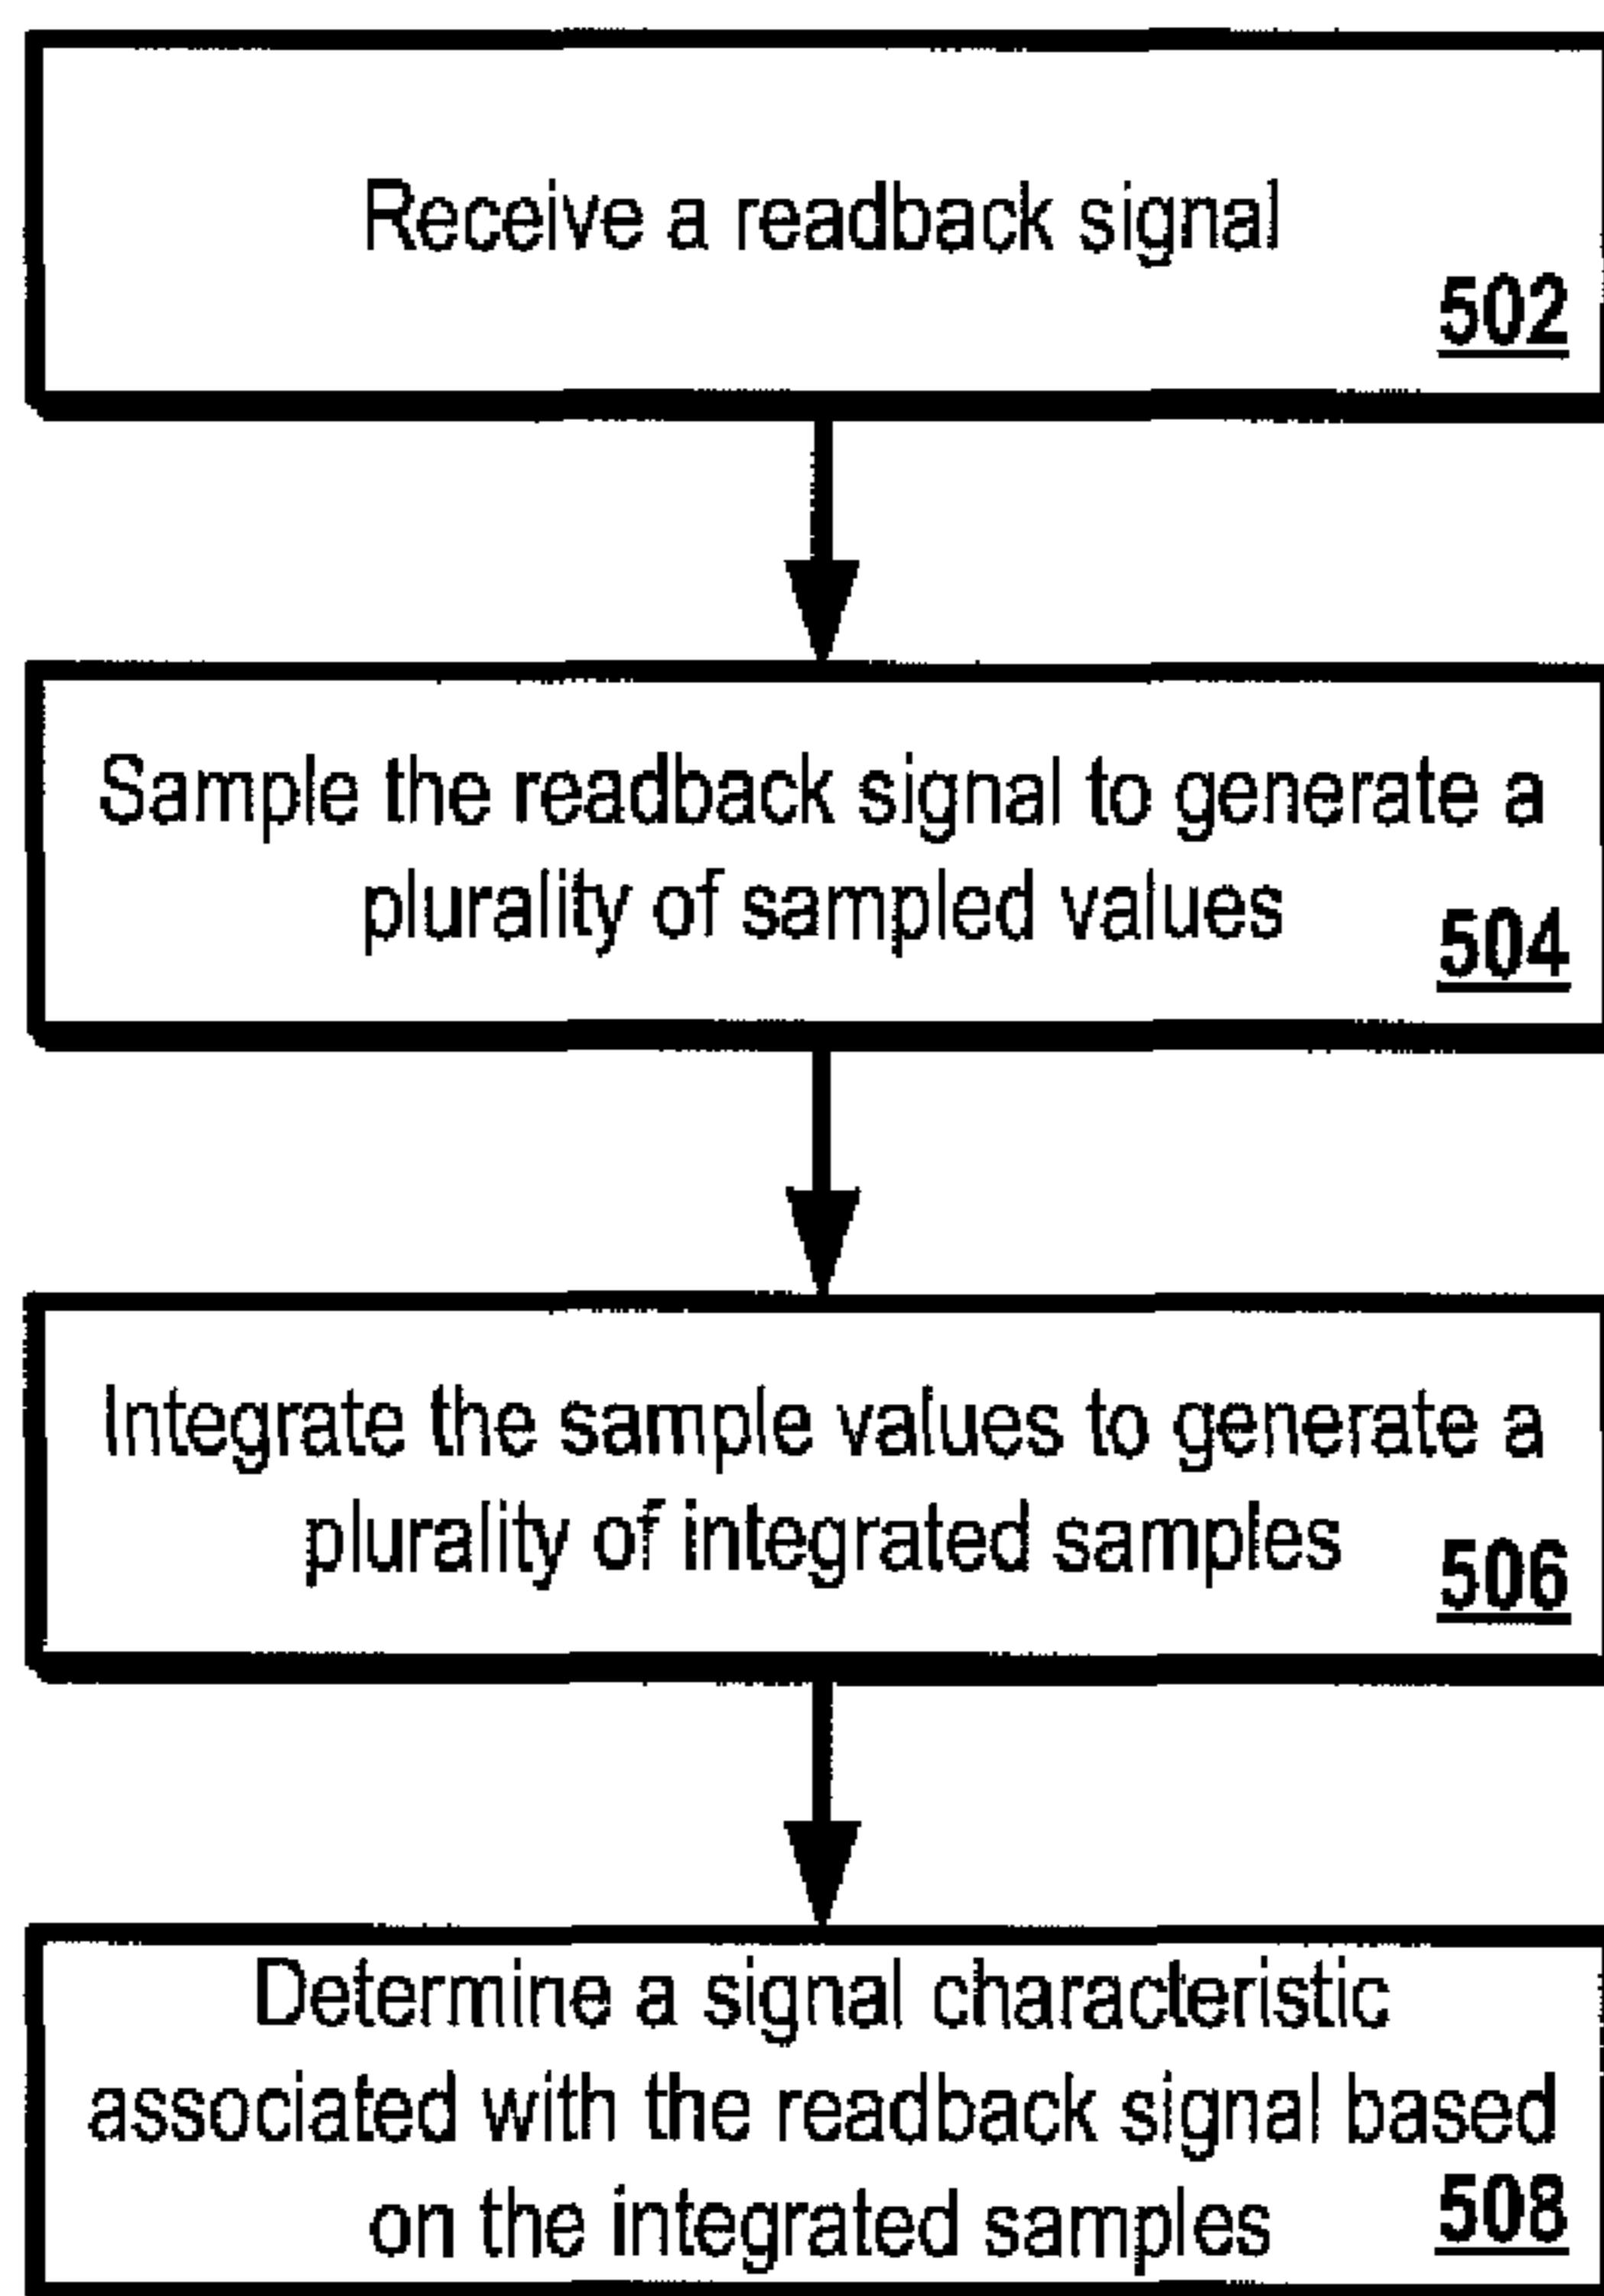 Receive a readback signal
502
Sample the readback signal to generate a
plurality of sampled values
504
Integrate the sample values to generate a
plurality of integrated samples
506
Determine a signal characteristic
associated with the readback signal based
on the integrated samples
508